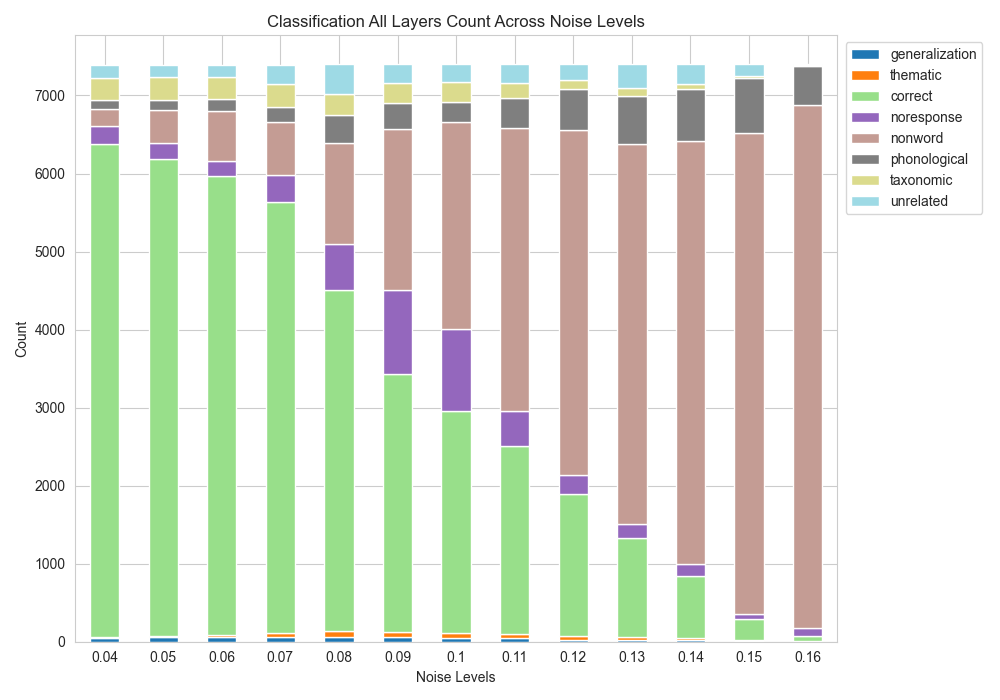 Classification All Layers Count Across Noise Levels
generalization
thematic
correct
noresponse
nonword
phonological
taxonomic
unrelated
Count
7000
6000
5000
4000
3000
2000
1000
0
0.04 0.05 0.06 0.07 0.08 0.09 0.1 0.11 0.12 0.13 0.14 0.15 0.16
Noise Levels